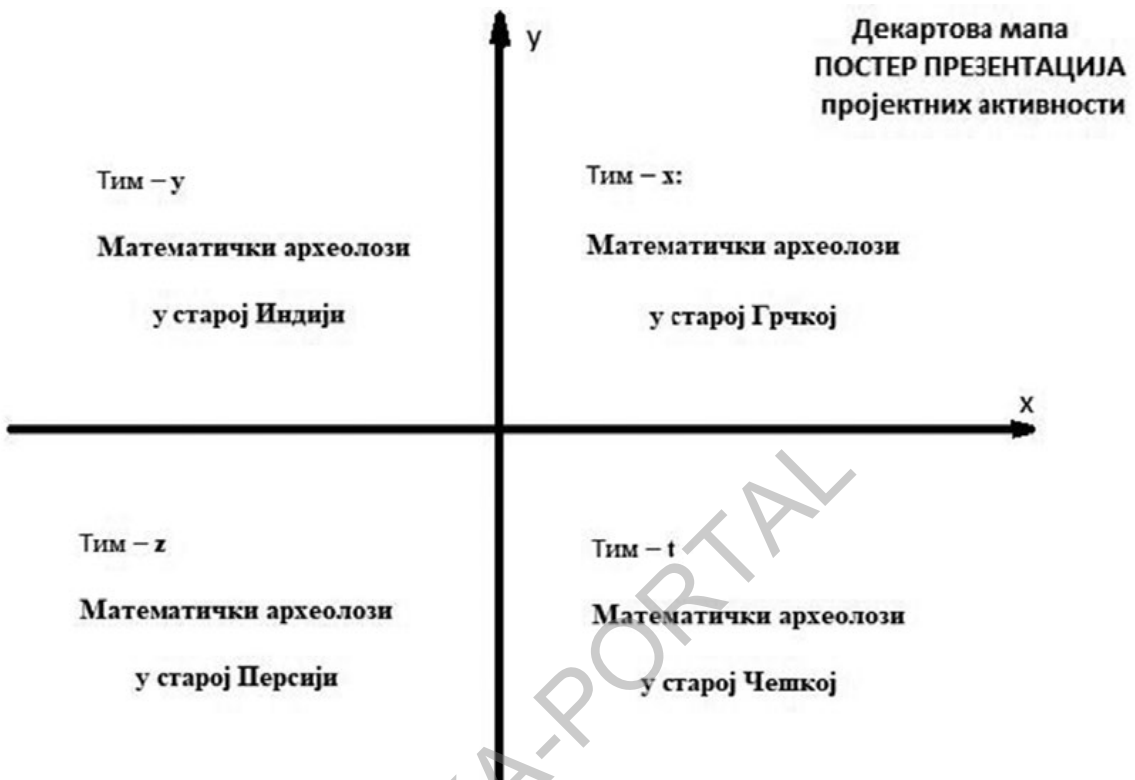 y
Декартова мапа
ПОСТЕР ПРЕЗЕНТАЦИЈА
пројектних активности
Тим – y
Математички археолози
у старој Индији
Тим – x:
Математички археолози
у старој Грчкој
x
Тим – z
Математички археолози
у старој Персији
Тим – t
Математички археолози
у старој Чешкој
A-PORTAL